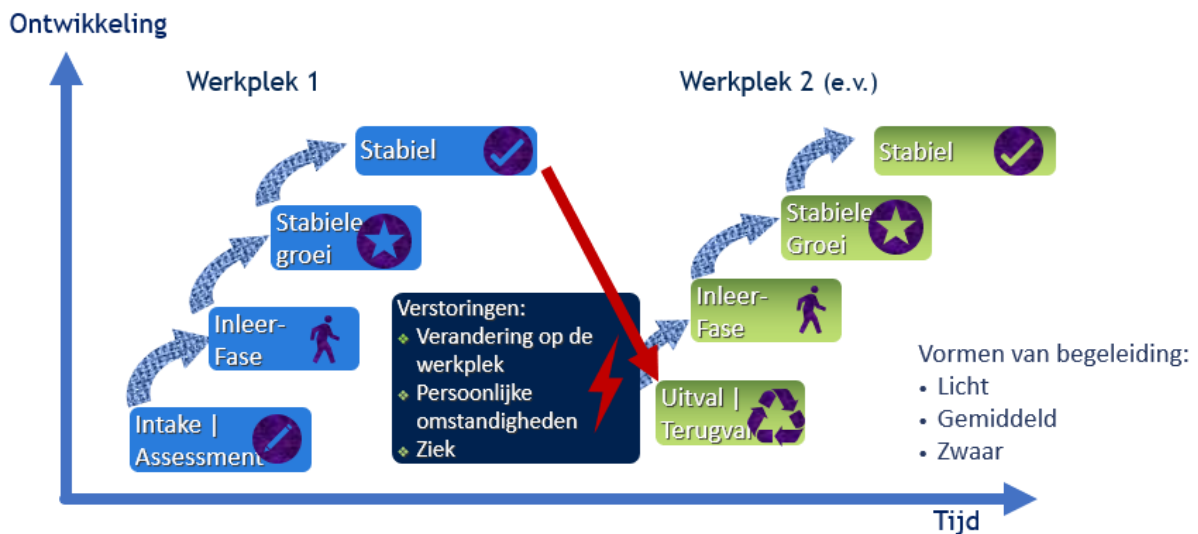 Ontwikkeling
Werkplek 1
Stabiel
Stabiele
groei
Inleer-
Fase
Intake |
Assessment
Verstoringen:
Verandering op de
werkplek
Persoonlijke
omstandigheden
Ziek
Werkplek 2 (e.v.)
Stabiel
Stabiele
Groei
Inleer-
Fase
Uitval |
Terugval
Vormen van begeleiding:
• Licht
• Gemiddeld
• Zwaar
Tijd